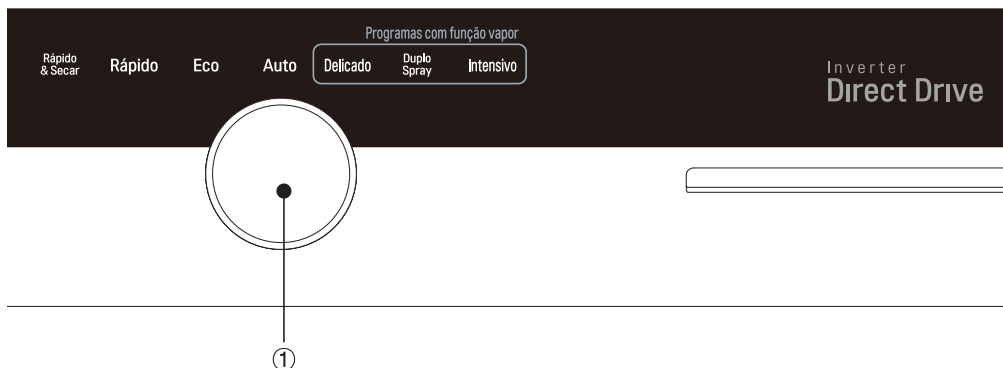 Programas com função vapor
Rápido
& Secar
Rápido
Eco
Auto
Delicado
Duplo
Spray
Intensivo
Inverter
Direct Drive
①